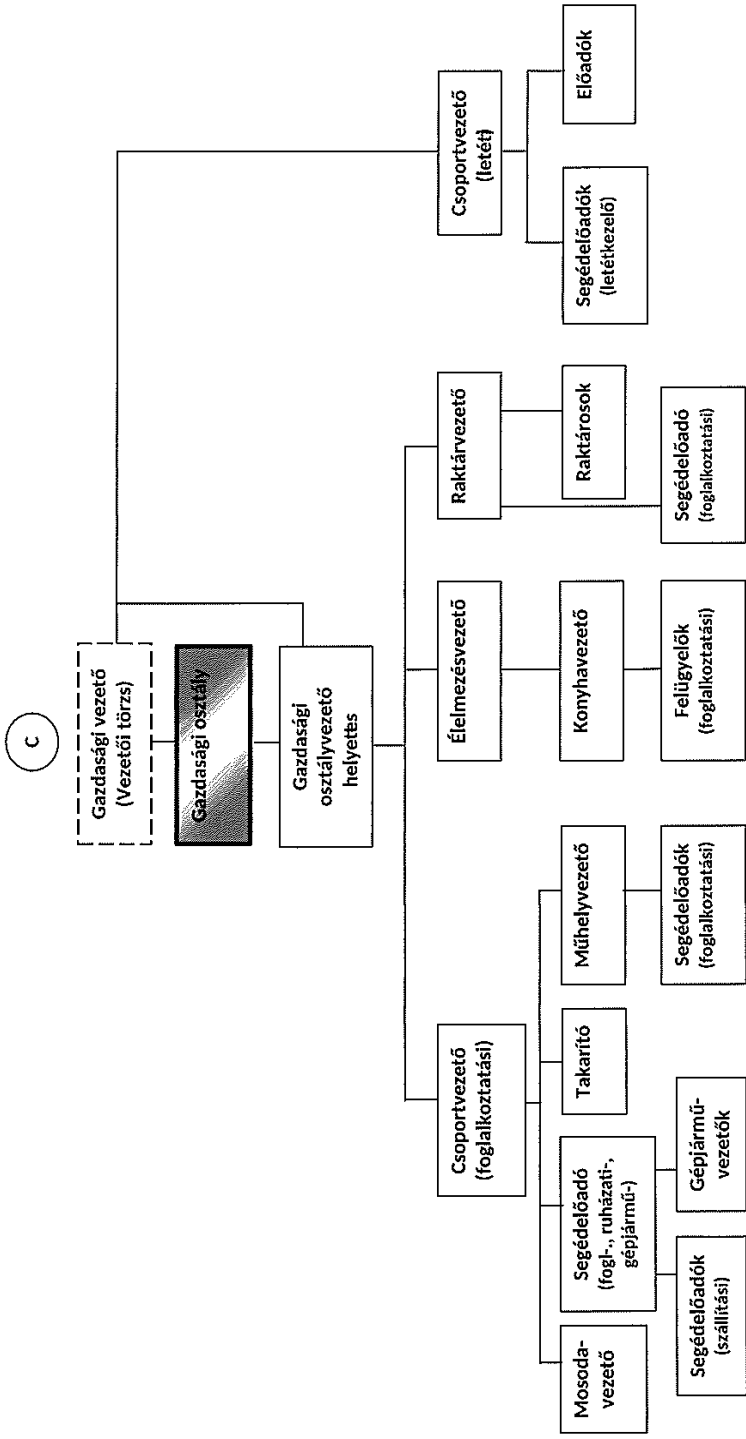 C
Gazdasági vezető
(Vezetői törzs)
Gazdasági osztály
Gazdasági
osztályvezető
helyettes
Csoportvezető
(foglalkoztatási)
Élelmezésvezető
Raktárvezető
Csoportvezető
(letét)
Mosoda-
vezető
Segédelőadó
(fogl-., ruházati-,
gépjármű-)
Takarító
Műhelyvezető
Konyhavezető
Raktárosok
Segédelőadók
(letétkezelő)
Előadók
Segédelőadók
(szállítási)
Gépjármű-
vezetők
Segédelőadók
(foglalkoztatási)
Felügyelők
(foglalkoztatási)
Segédelőadó
(foglalkoztatási)